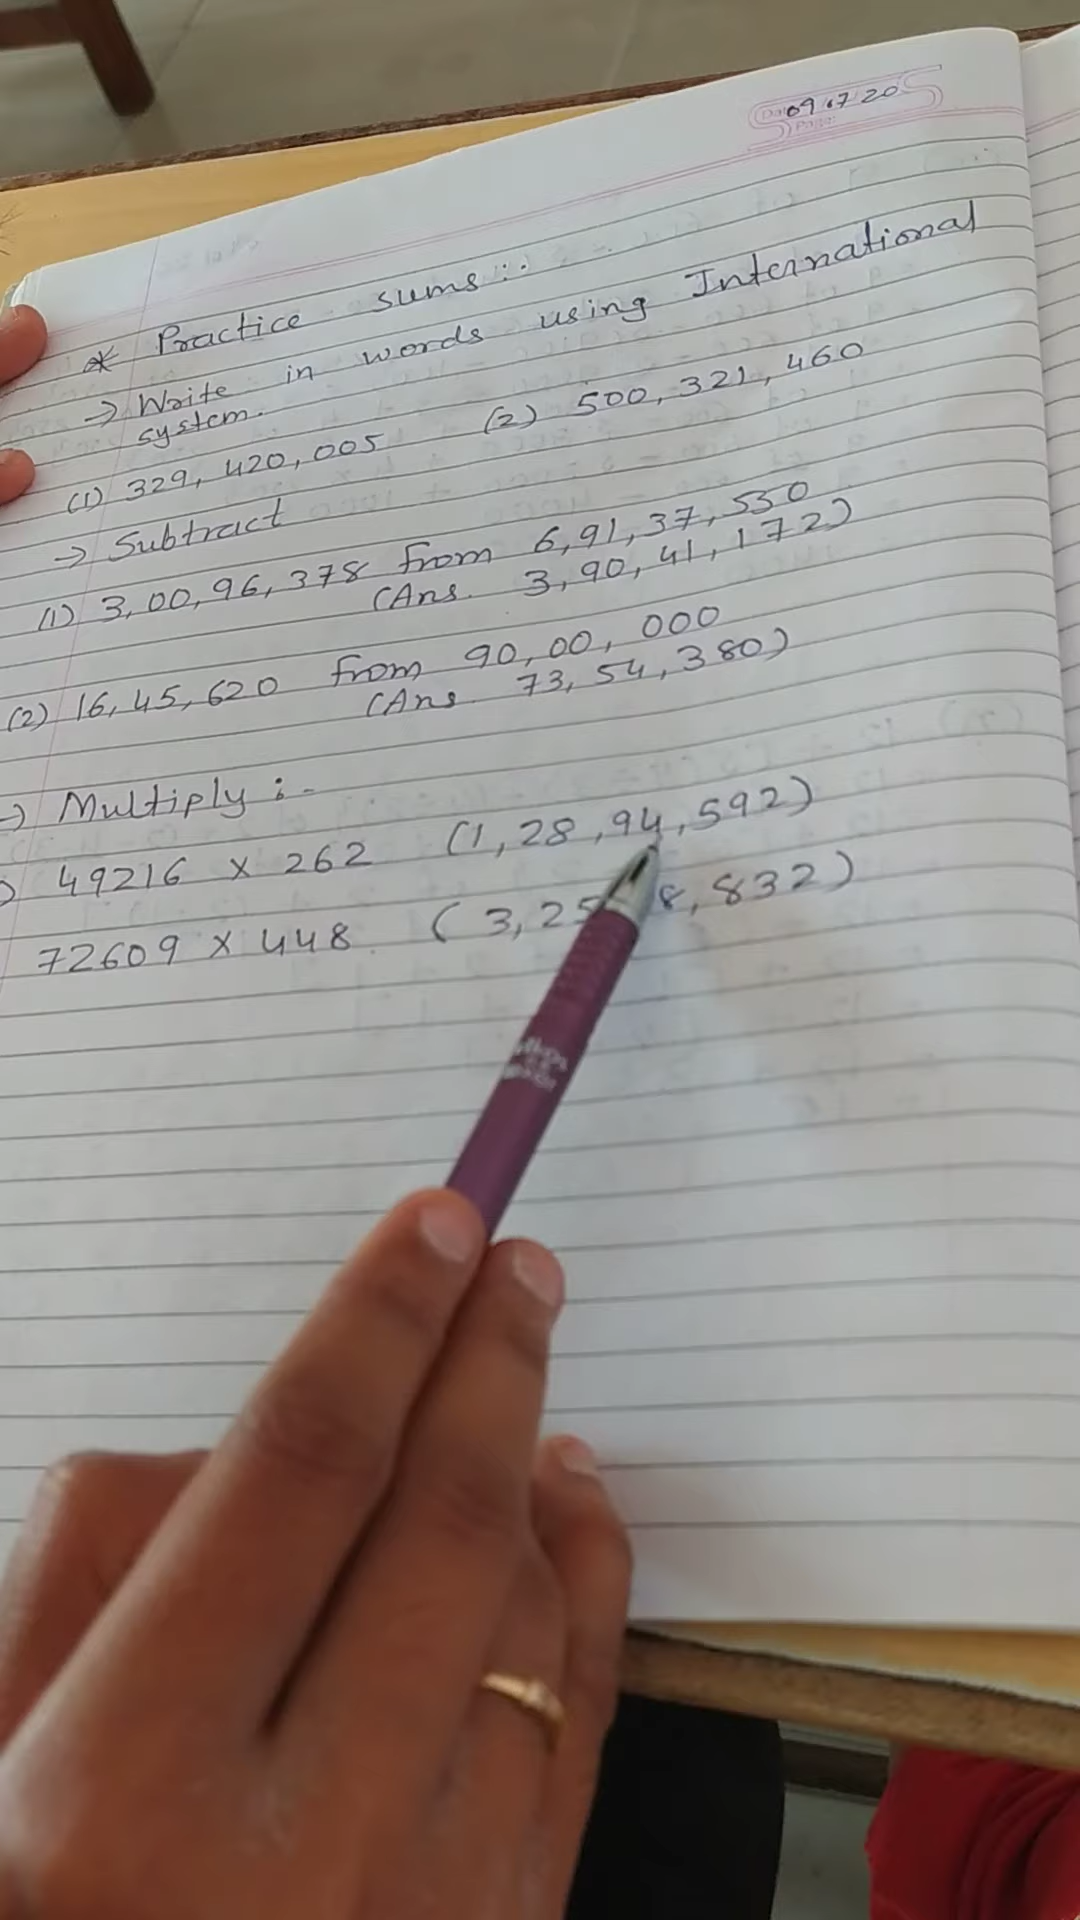 09 07 20
* Practice sums :-
→ Write in words using International
system.
(1) 329, 420, 005 (2) 500, 321, 460
→ Subtract
(1) 3,00,96,378 from 6,91,37,550
(Ans. 3,90,41,172)
(2) 16,45,620 from 90,00,000
(Ans 73,54,380)
→ Multiply :-
49216 × 262 (1,28,94,592)
72609 × 448 (3,25 8,832)